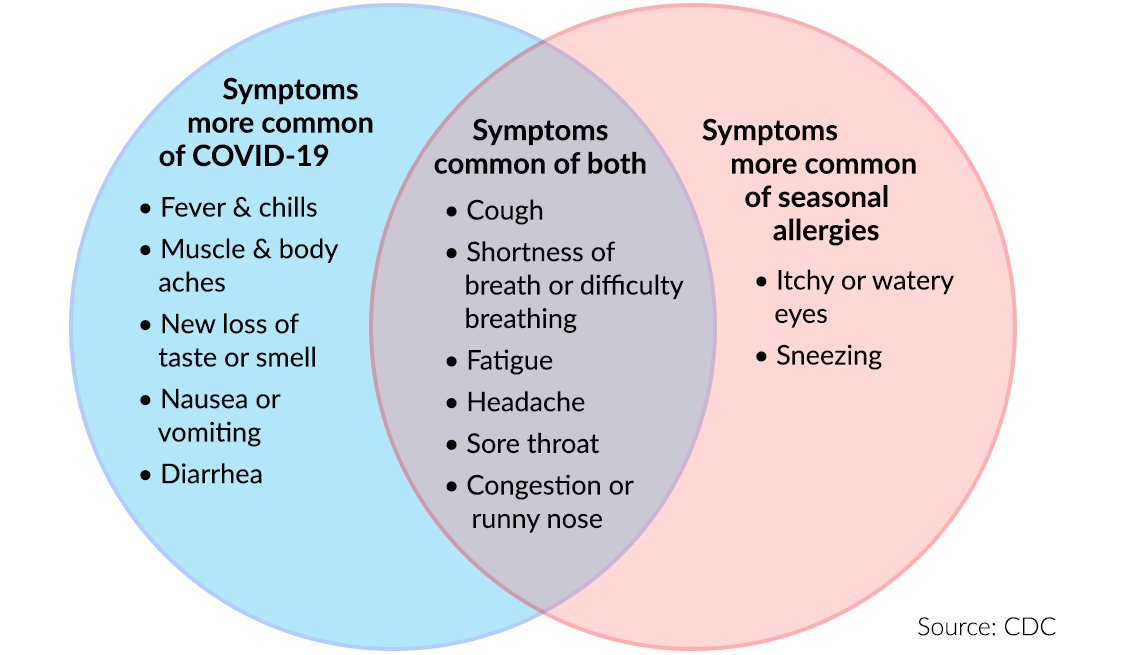 Symptoms
more common
of COVID-19
• Fever & chills
• Muscle & body
aches
• New loss of
taste or smell
• Nausea or
vomiting
• Diarrhea
Symptoms
common of both
• Cough
• Shortness of
breath or difficulty
breathing
• Fatigue
• Headache
• Sore throat
• Congestion or
runny nose
Symptoms
more common
of seasonal
allergies
• Itchy or watery
eyes
• Sneezing
Source: CDC